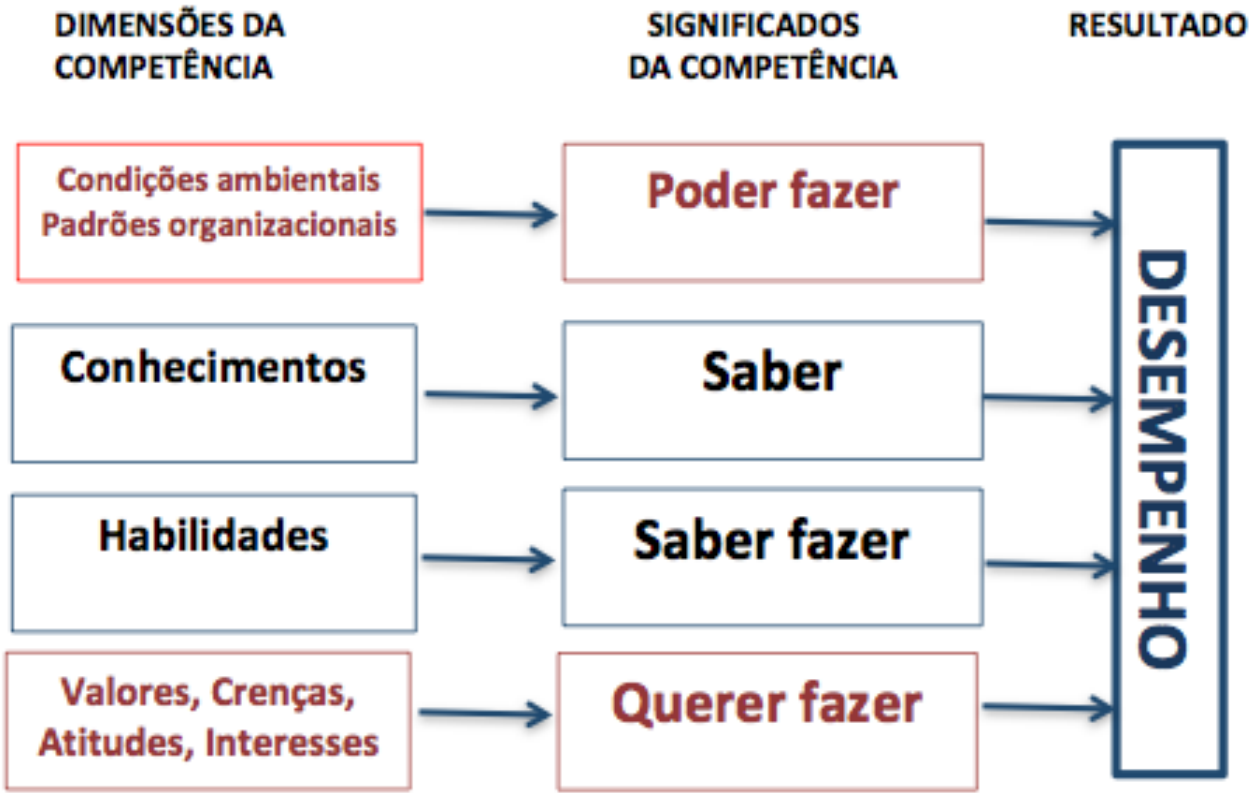 DIMENSÕES DA
COMPETÊNCIA
SIGNIFICADOS
DA COMPETÊNCIA
RESULTADO
Condições ambientais
Padrões organizacionais
Poder fazer
Conhecimentos
Saber
Habilidades
Saber fazer
Valores, Crenças,
Atitudes, Interesses
Querer fazer
DESEMPENHO